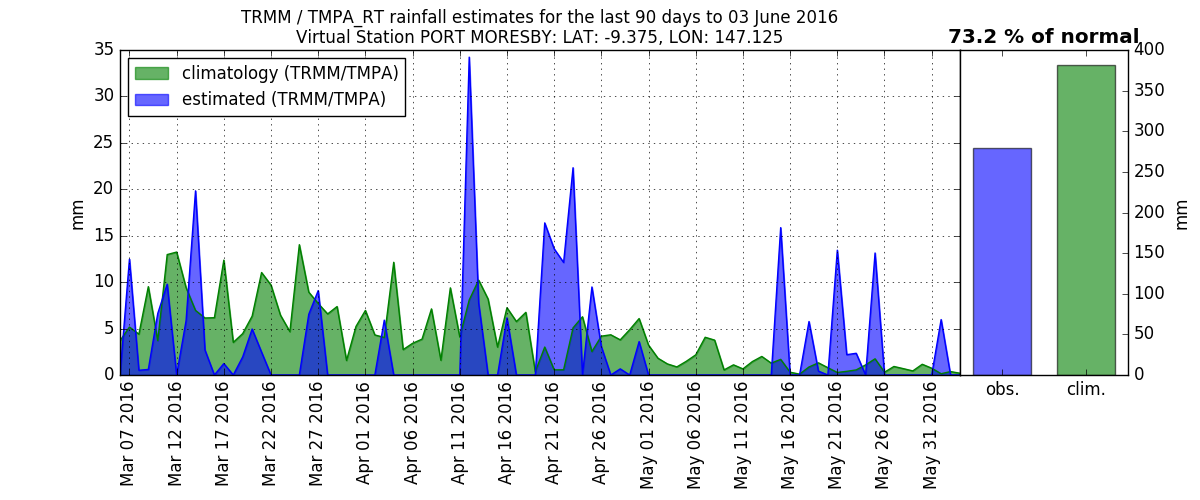 TRMM / TMPA_RT rainfall estimates for the last 90 days to 03 June 2016
Virtual Station PORT MORESBY: LAT: -9.375, LON: 147.125
73.2 % of normal
climatology (TRMM/TMPA)
estimated (TRMM/TMPA)
mm
35
30
25
20
15
10
5
0
Mar 07 2016
Mar 12 2016
Mar 17 2016
Mar 22 2016
Mar 27 2016
Apr 01 2016
Apr 06 2016
Apr 11 2016
Apr 16 2016
Apr 21 2016
Apr 26 2016
May 01 2016
May 06 2016
May 11 2016
May 16 2016
May 21 2016
May 26 2016
May 31 2016
obs.
clim.
400
350
300
250
200
150
100
50
0
mm